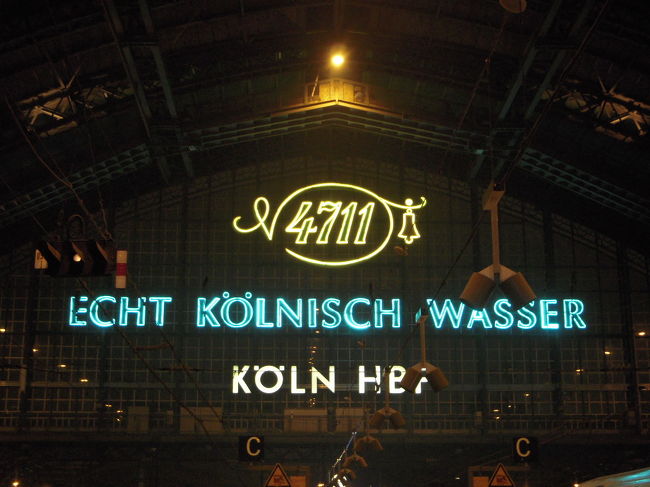 4711
ECHT KÖLNISCH WASSER
KÖLN HBF
C C